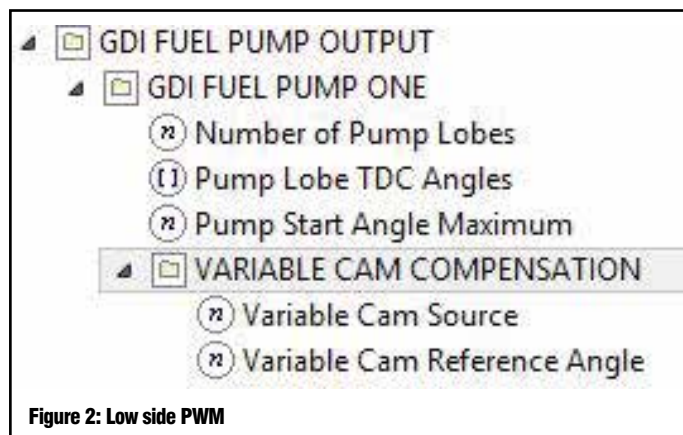 GDI FUEL PUMP OUTPUT
GDI FUEL PUMP ONE
n Number of Pump Lobes
[ ] Pump Lobe TDC Angles
n Pump Start Angle Maximum
VARIABLE CAM COMPENSATION
n Variable Cam Source
n Variable Cam Reference Angle
Figure 2: Low side PWM